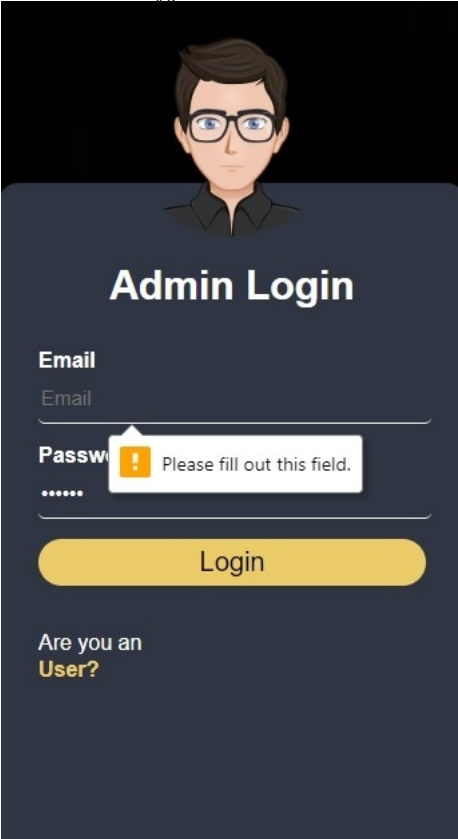 Admin Login
Email
Email
Passw
Please fill out this field.
••••••
Login
Are you an
User?